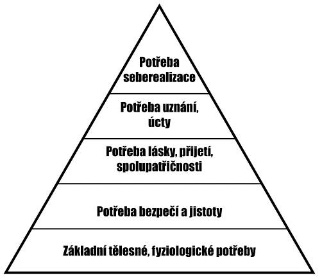 Potřeba
seberealizace
Potřeba uznání,
úcty
Potřeba lásky, přijetí,
spolupatřičnosti
Potřeba bezpečí a jistoty
Základní tělesné, fyziologické potřeby